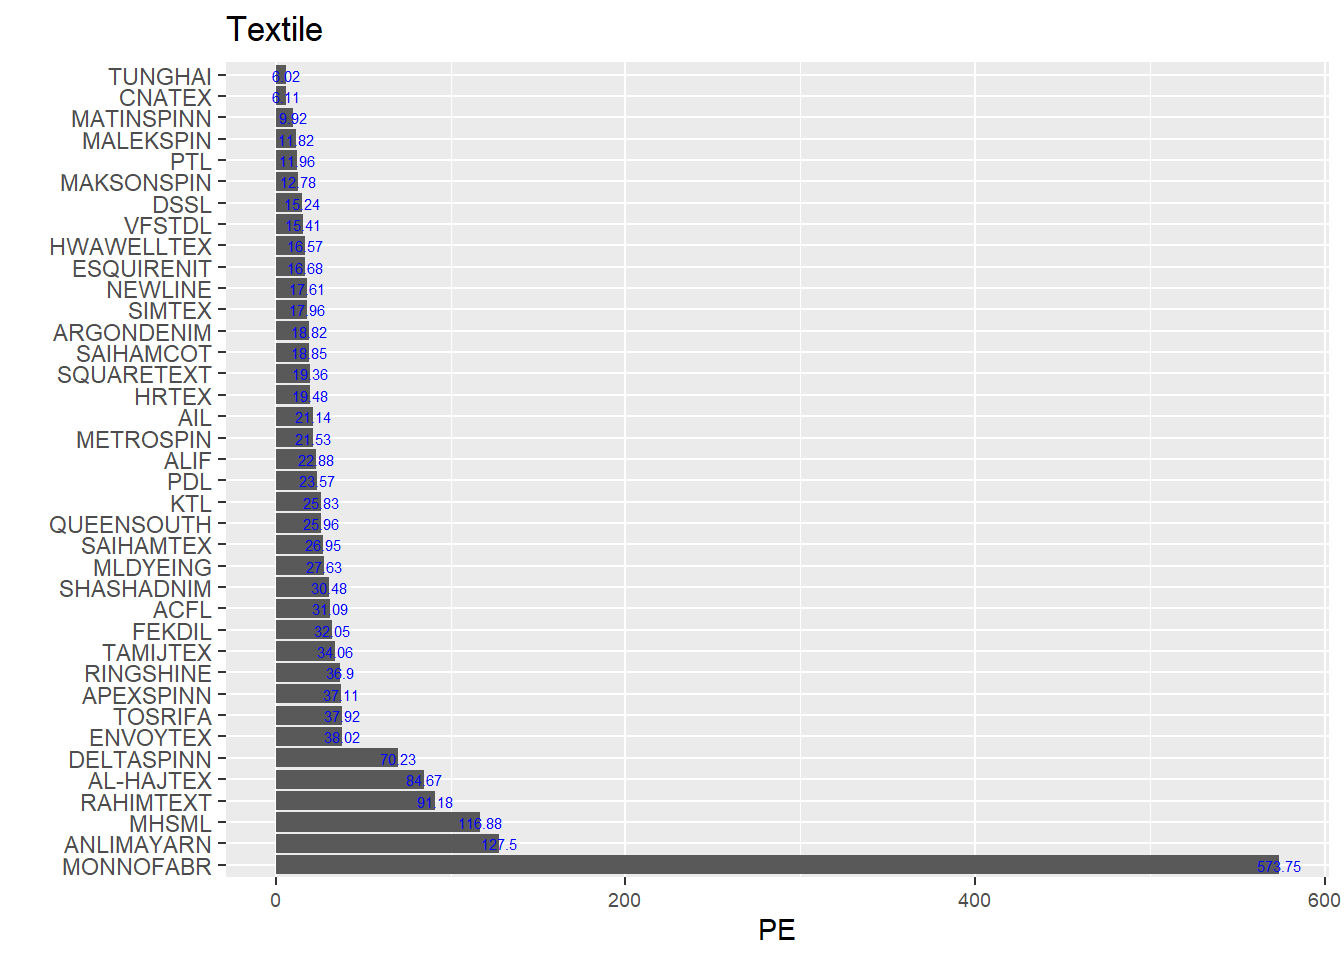 Textile
TUNGHAI 6.02
CNATEX 6.11
MATINSPINN 9.92
MALEKSPIN 11.82
PTL 11.96
MAKSONSPIN 12.78
DSSL 15.24
VFSTDL 15.41
HWAWELLTEX 16.57
ESQUIRENIT 16.68
NEWLINE 17.61
SIMTEX 17.96
ARGONDENIM 18.82
SAIHAMCOT 18.85
SQUARETEXT 19.36
HRTEX 19.48
AIL 21.14
METROSPIN 21.53
ALIF 22.88
PDL 23.57
KTL 25.83
QUEENSOUTH 25.96
SAIHAMTEX 26.95
MLDYEING 27.63
SHASHADNIM 30.48
ACFL 31.09
FEKDIL 32.05
TAMIJTEX 34.06
RINGSHINE 36.9
APEXSPINN 37.11
TOSRIFA 37.92
ENVOYTEX 38.02
DELTASPINN 70.23
AL-HAJTEX 84.67
RAHIMTEXT 91.18
MHSML 116.88
ANLIMAYARN 127.5
MONNOFABR 573.75
0 200 400 600
PE